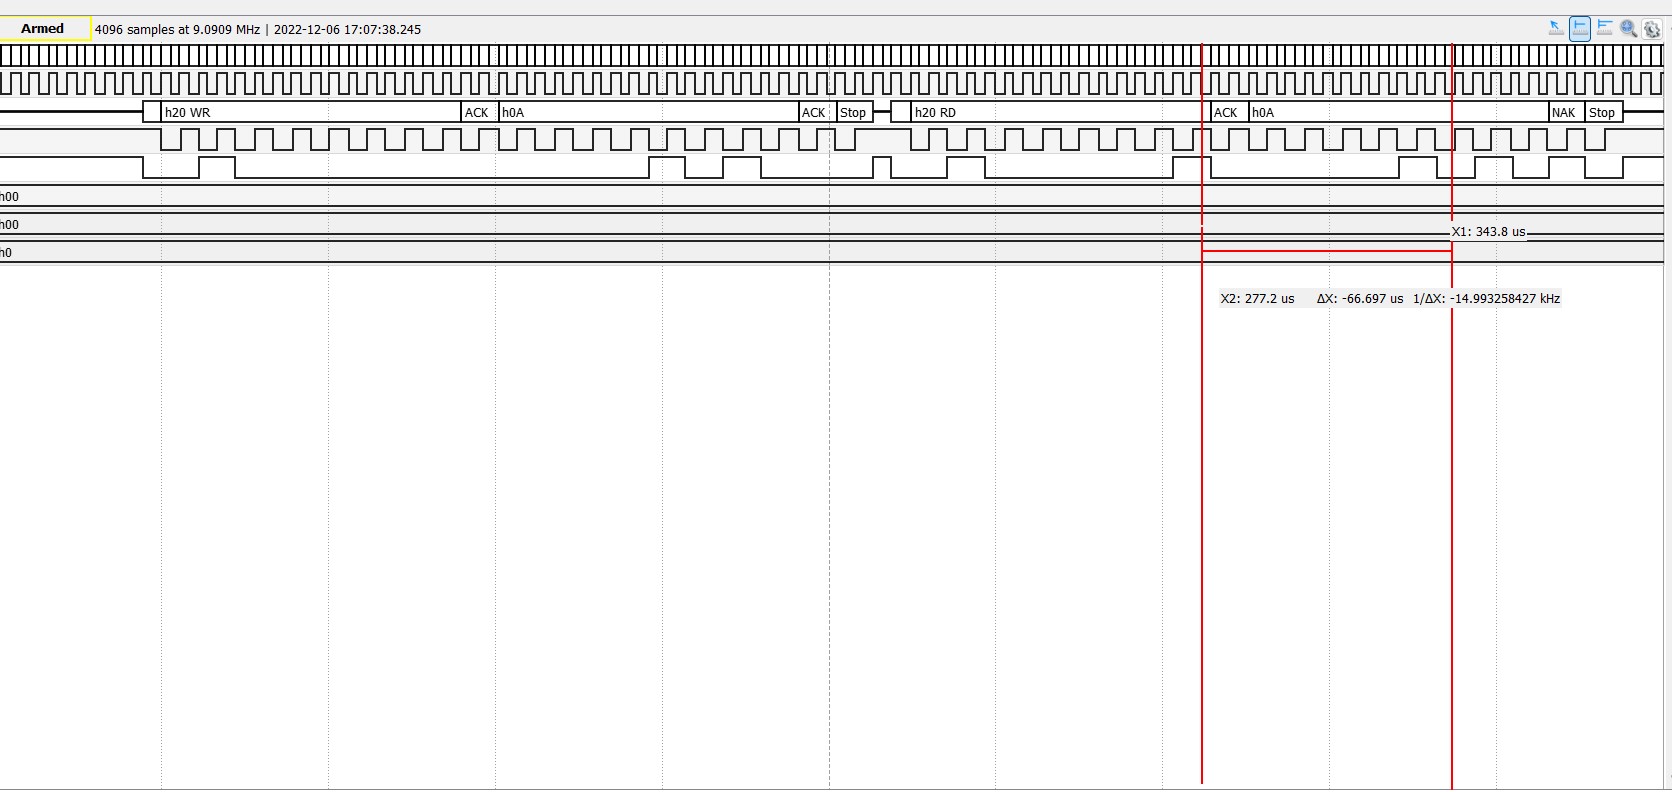 Armed 4096 samples at 9.0909 MHz | 2022-12-06 17:07:38.245
h20 WR ACK h0A ACK Stop h20 RD ACK h0A NAK Stop
h00
h00
X1: 343.8 us
h0
X2: 277.2 us ΔX: -66.697 us 1/ΔX: -14.993258427 kHz